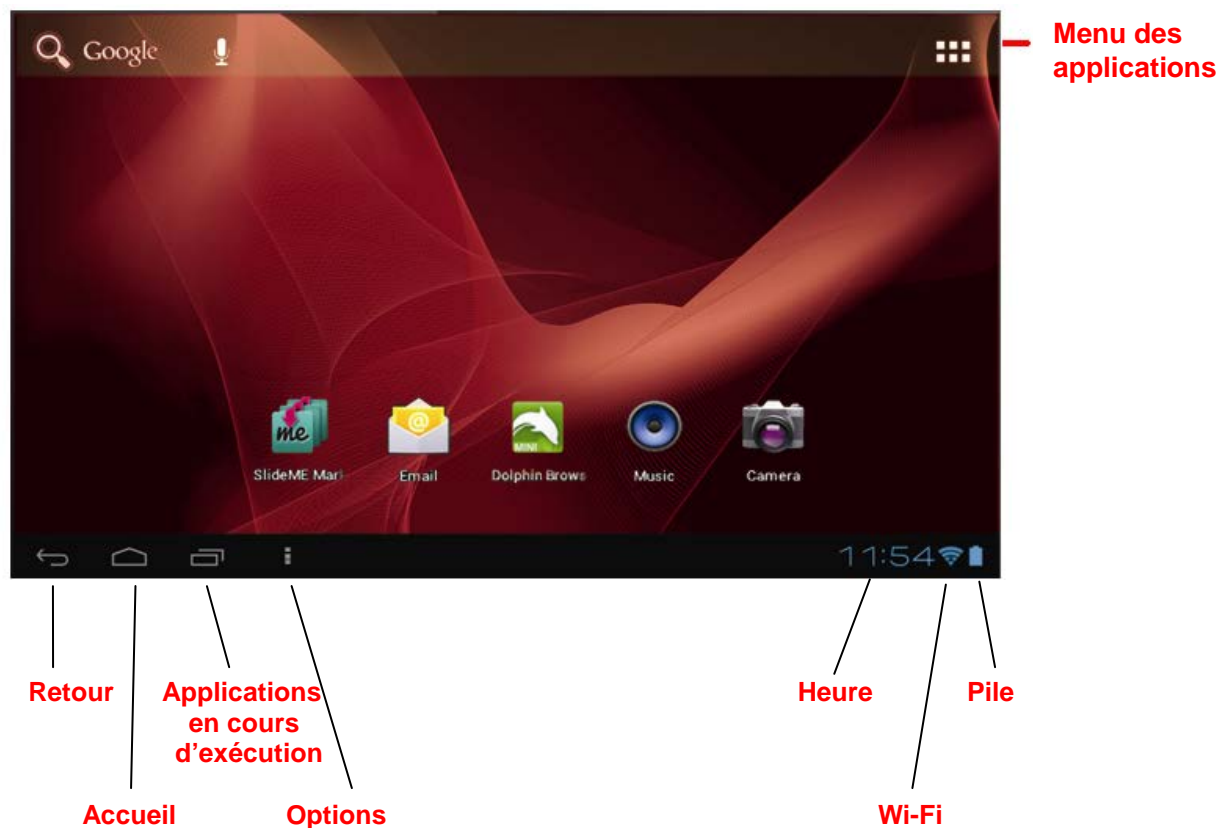 Google
Menu des
applications
me
@
MINI
SlideME Mar
Email
Dolphin Brows
Music
Camera
11:54
Retour
Applications
en cours
d’exécution
Heure
Pile
Accueil
Options
Wi-Fi